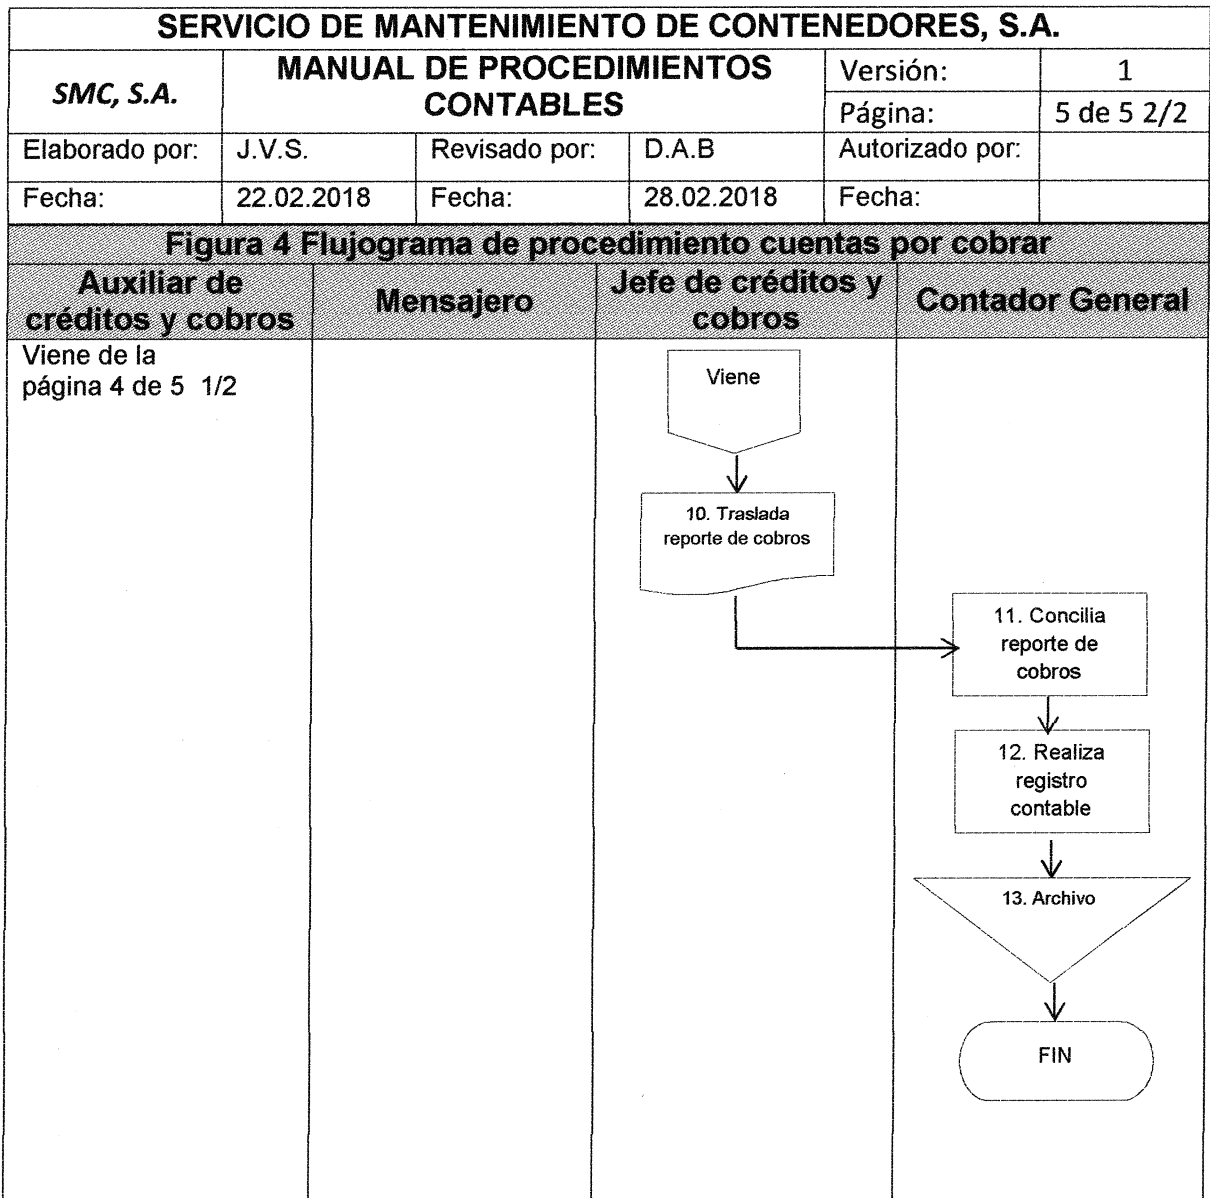 SERVICIO DE MANTENIMIENTO DE CONTENEDORES, S.A.
SMC, S.A.
MANUAL DE PROCEDIMIENTOS
CONTABLES
Versión: 1
Página: 5 de 5 2/2
Elaborado por: J.V.S. Revisado por: D.A.B Autorizado por:
Fecha: 22.02.2018 Fecha: 28.02.2018 Fecha:
Figura 4 Flujograma de procedimiento cuentas por cobrar
Auxiliar de
créditos y cobros
Mensajero
Jefe de créditos y
cobros
Contador General
Viene de la
página 4 de 5 1/2
Viene
10. Traslada
reporte de cobros
11. Concilia
reporte de
cobros
12. Realiza
registro
contable
13. Archivo
FIN